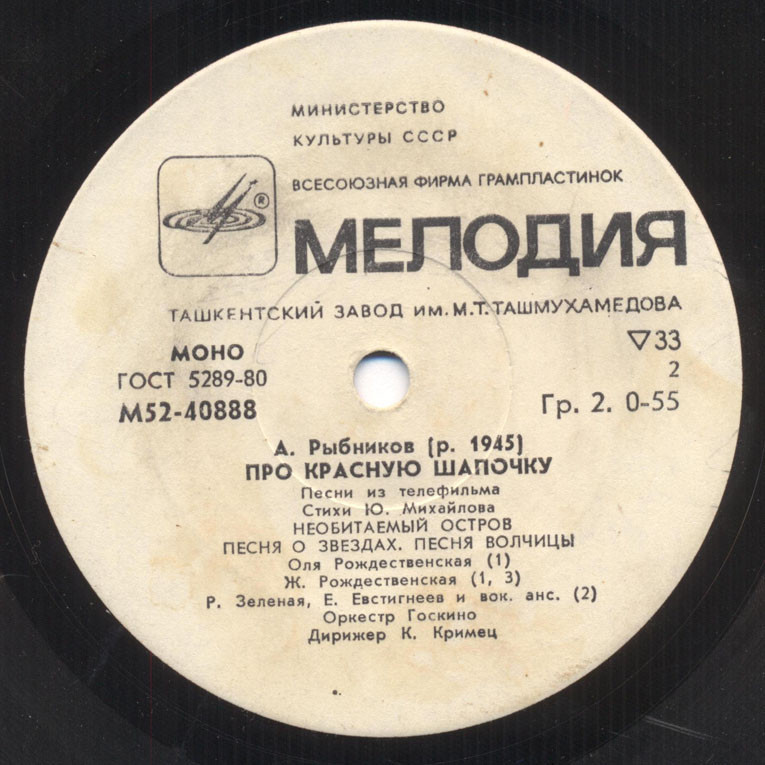 МИНИСТЕРСТВО
КУЛЬТУРЫ СССР
ВСЕСОЮЗНАЯ ФИРМА ГРАМПЛАСТИНОК
®
МЕЛОДИЯ
ТАШКЕНТСКИЙ ЗАВОД ИМ. М.Т. ТАШМУХАМЕДОВА
МОНО
▽33
ГОСТ 5289-80
2
М52-40888
Гр. 2. 0-55
А. Рыбников (р. 1945)
ПРО КРАСНУЮ ШАПОЧКУ
Песни из телефильма
Стихи Ю. Михайлова
НЕОБИТАЕМЫЙ ОСТРОВ
ПЕСНЯ О ЗВЕЗДАХ. ПЕСНЯ ВОЛЧИЦЫ
Оля Рождественская (1)
Ж. Рождественская (1, 3)
Р. Зеленая, Е. Евстигнеев и вок. анс. (2)
Оркестр Госкино
Дирижер К. Кримец